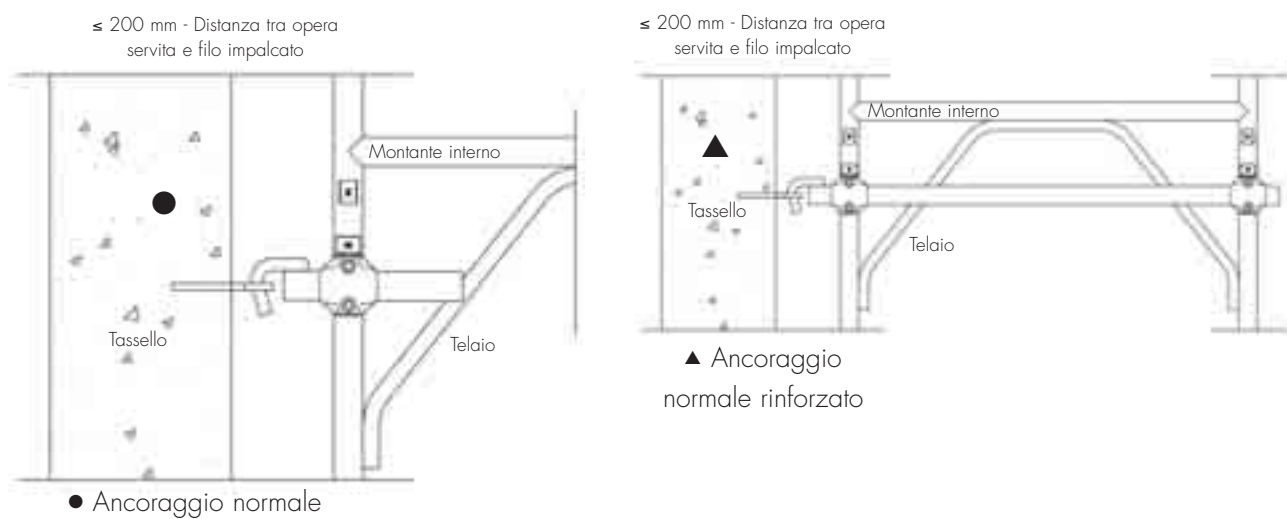 ≤ 200 mm - Distanza tra opera
servita e filo impalcato
Montante interno
Tassello
Telaio
● Ancoraggio normale
≤ 200 mm - Distanza tra opera
servita e filo impalcato
Montante interno
Tassello
Telaio
▲ Ancoraggio
normale rinforzato